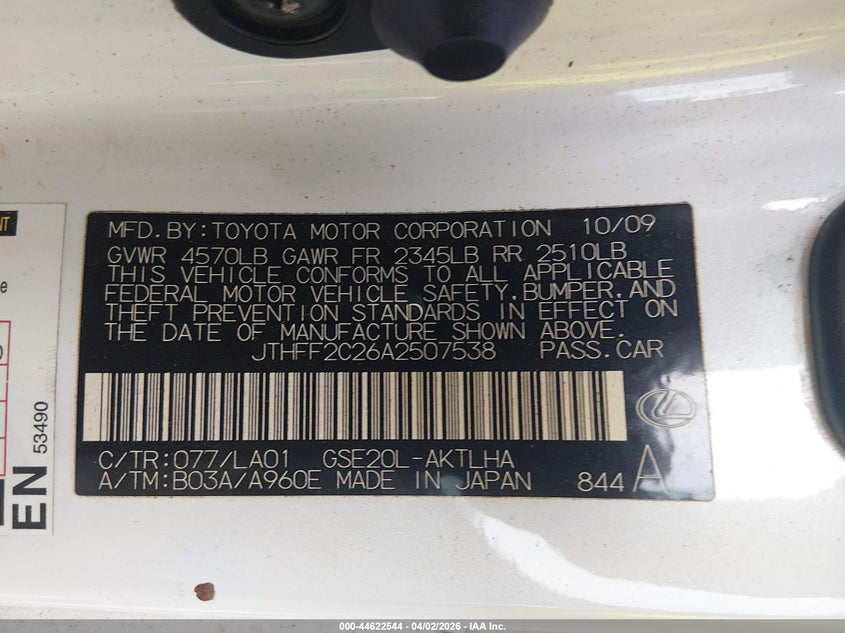 MFD. BY: TOYOTA MOTOR CORPORATION 10/09
GVWR 4570LB GAWR FR 2345LB RR 2510LB
THIS VEHICLE CONFORMS TO ALL APPLICABLE
FEDERAL MOTOR VEHICLE SAFETY, BUMPER, AND
THEFT PREVENTION STANDARDS IN EFFECT ON
THE DATE OF MANUFACTURE SHOWN ABOVE.
JTHFF2C26A2507538 PASS. CAR
C/TR: 077/LA01 GSE20L-AKTLHA
A/TM: B03A/A960E MADE IN JAPAN 844 A
EN 53490
000-44622544 - 04/02/2026 - IAA Inc.